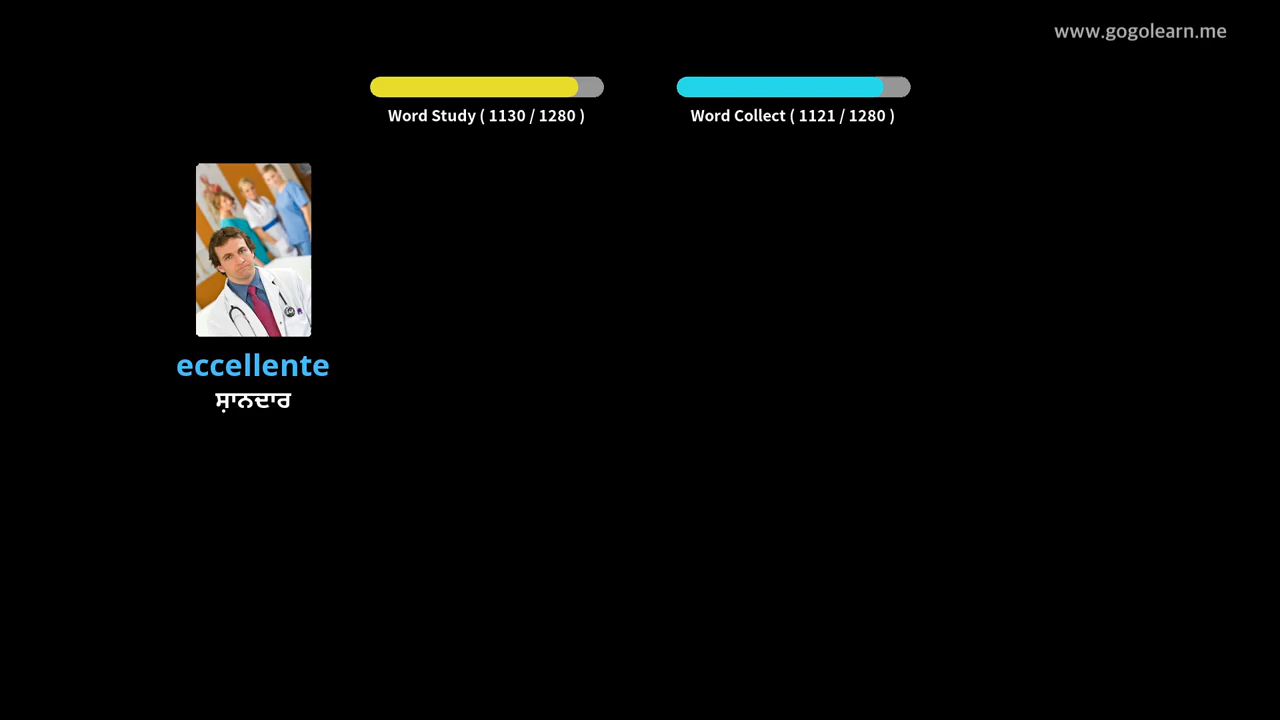 www.gogolearn.me
Word Study ( 1130 / 1280 )
Word Collect ( 1121 / 1280 )
eccellente
ਸ਼ਾਨਦਾਰ